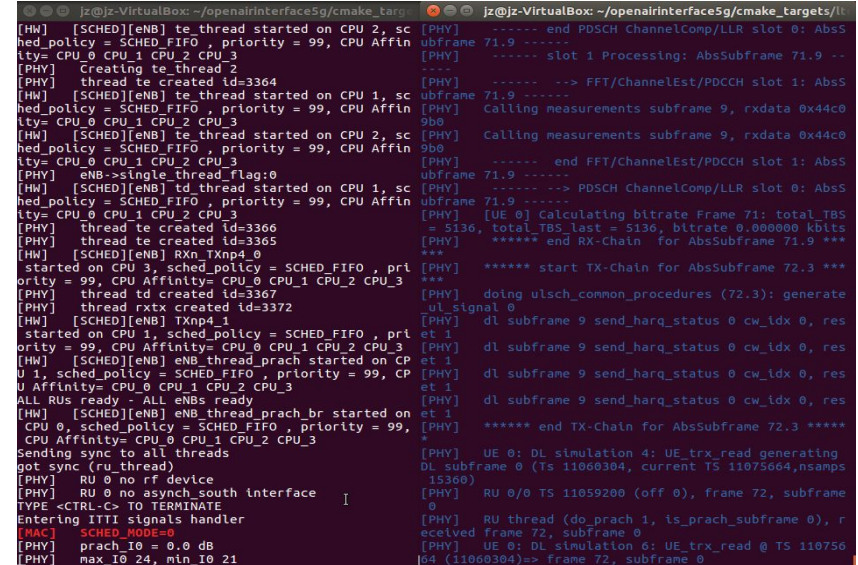 jz@jz-VirtualBox: ~/openairinterface5g/cmake_targe
[HW]    [SCHED][eNB] te_thread started on CPU 2, sc
hed_policy = SCHED_FIFO , priority = 99, CPU Affin
ity= CPU_0 CPU_1 CPU_2 CPU_3
[PHY]    Creating te_thread 2
[PHY]    thread te created id=3364
[HW]    [SCHED][eNB] te_thread started on CPU 1, sc
hed_policy = SCHED_FIFO , priority = 99, CPU Affin
ity= CPU_0 CPU_1 CPU_2 CPU_3
[HW]    [SCHED][eNB] te_thread started on CPU 2, sc
hed_policy = SCHED_FIFO , priority = 99, CPU Affin
ity= CPU_0 CPU_1 CPU_2 CPU_3
[PHY]    eNB->single_thread_flag:0
[HW]    [SCHED][eNB] td_thread started on CPU 1, sc
hed_policy = SCHED_FIFO , priority = 99, CPU Affin
ity= CPU_0 CPU_1 CPU_2 CPU_3
[PHY]    thread te created id=3366
[PHY]    thread te created id=3365
[HW]    [SCHED][eNB] RXn_TXnp4_0
 started on CPU 3, sched_policy = SCHED_FIFO , pri
ority = 99, CPU Affinity= CPU_0 CPU_1 CPU_2 CPU_3
[PHY]    thread td created id=3367
[PHY]    thread rxtx created id=3372
[HW]    [SCHED][eNB] TXnp4_1
 started on CPU 1, sched_policy = SCHED_FIFO , pri
ority = 99, CPU Affinity= CPU_0 CPU_1 CPU_2 CPU_3
[HW]    [SCHED][eNB] eNB_thread_prach started on CP
U 1, sched_policy = SCHED_FIFO , priority = 99, CP
U Affinity= CPU_0 CPU_1 CPU_2 CPU_3
ALL RUs ready - ALL eNBs ready
[HW]    [SCHED][eNB] eNB_thread_prach_br started on
 CPU 0, sched_policy = SCHED_FIFO , priority = 99,
 CPU Affinity= CPU_0 CPU_1 CPU_2 CPU_3
Sending sync to all threads
got sync (ru_thread)
[PHY]    RU 0 no rf device
[PHY]    RU 0 no asynch_south interface
TYPE <CTRL-C> TO TERMINATE
Entering ITTI signals handler
[MAC]    SCHED_MODE=0
[PHY]    prach_I0 = 0.0 dB
[PHY]    max_I0 24, min_I0 21
jz@jz-VirtualBox: ~/openairinterface5g/cmake_targets/lt
[PHY]    ------ end PDSCH ChannelComp/LLR slot 0: AbsS
ubframe 71.9 ------
[PHY]    ------ slot 1 Processing: AbsSubframe 71.9 --
----
[PHY]    ------ --> FFT/ChannelEst/PDCCH slot 1: AbsS
ubframe 71.9 ------
[PHY]    Calling measurements subframe 9, rxdata 0x44c0
9b0
[PHY]    Calling measurements subframe 9, rxdata 0x44c0
9b0
[PHY]    ------  end FFT/ChannelEst/PDCCH slot 1: AbsS
ubframe 71.9 ------
[PHY]    ------ --> PDSCH ChannelComp/LLR slot 0: AbsS
ubframe 71.9 ------
[PHY]    [UE 0] Calculating bitrate Frame 71: total_TBS
 = 5136, total_TBS_last = 5136, bitrate 0.000000 kbits
[PHY]    ****** end RX-Chain  for AbsSubframe 71.9 ***
***
[PHY]    ****** start TX-Chain for AbsSubframe 72.3 ***
***
[PHY]    doing ulsch_common_procedures (72.3): generate
_ul_signal 0
[PHY]    dl subframe 9 send_harq_status 0 cw_idx 0, res
et 1
[PHY]    dl subframe 9 send_harq_status 0 cw_idx 0, res
et 1
[PHY]    dl subframe 9 send_harq_status 0 cw_idx 0, res
et 1
[PHY]    dl subframe 9 send_harq_status 0 cw_idx 0, res
et 1
[PHY]    ****** end TX-Chain for AbsSubframe 72.3 *****
*
[PHY]    UE 0: DL simulation 4: UE_trx_read generating
DL subframe 0 (Ts 11060304, current TS 11075664,nsamps
 15360)
[PHY]    RU 0/0 TS 11059200 (off 0), frame 72, subframe
 0
[PHY]    RU thread (do_prach 1, is_prach_subframe 0), r
eceived frame 72, subframe 0
[PHY]    UE 0: DL simulation 6: UE_trx_read @ TS 110756
64 (11060304)=> frame 72, subframe 0